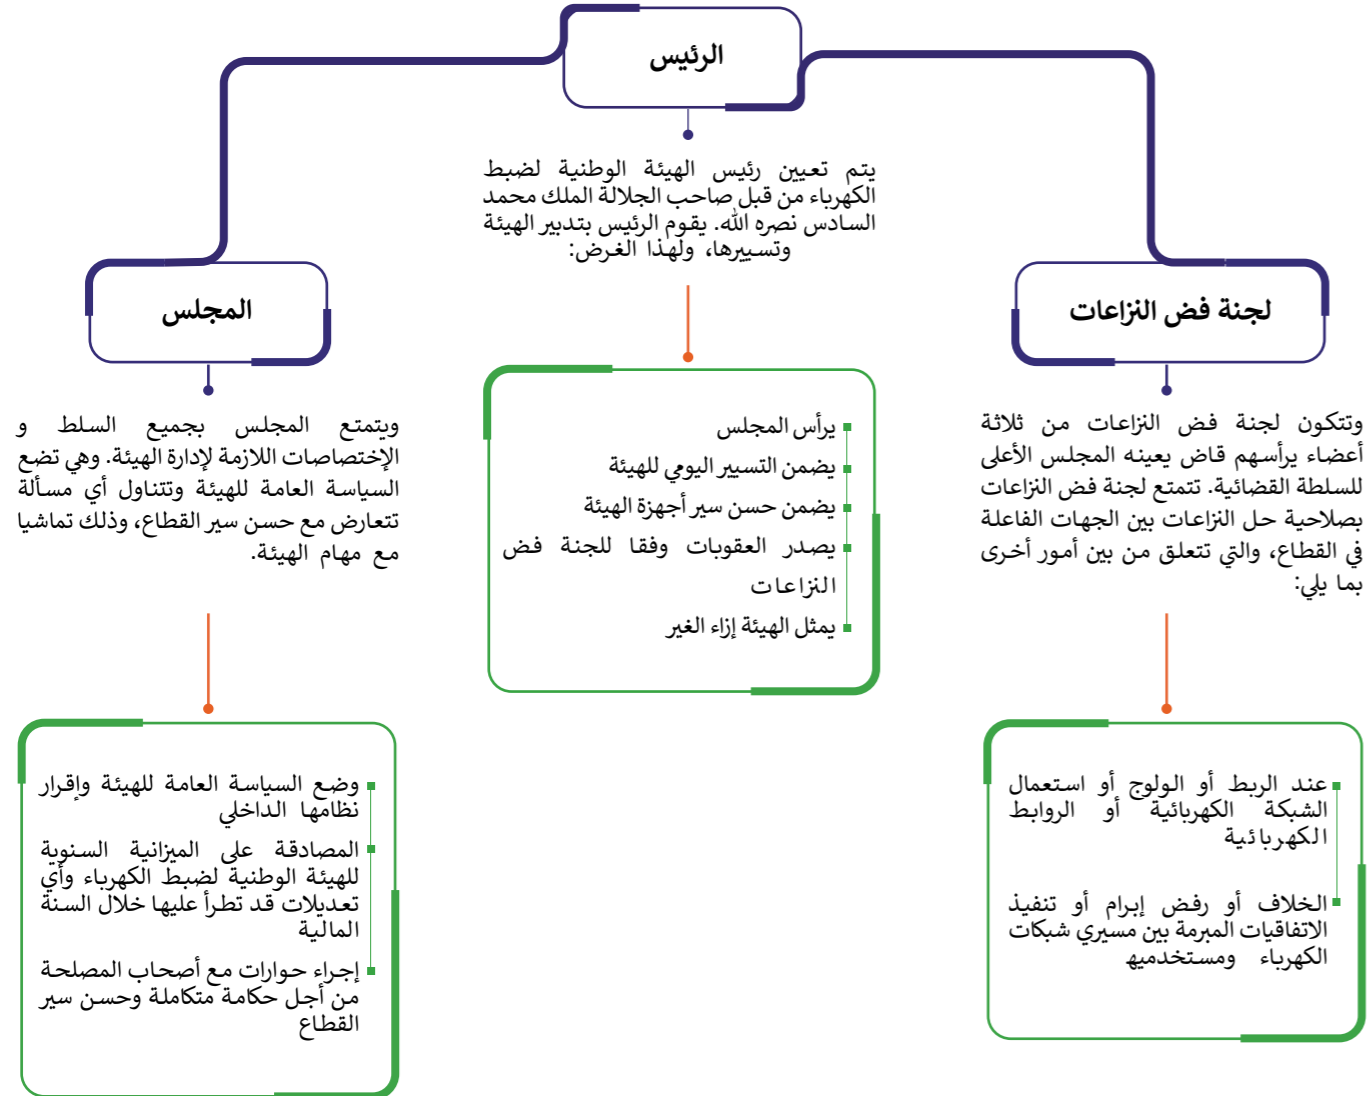 الرئيس
يتم تعيين رئيس الهيئة الوطنية لضبط
الكهرباء من قبل صاحب الجلالة الملك محمد
السادس نصره الله. يقوم الرئيس بتدبير الهيئة
وتسييرها، ولهذا الغرض:
يرأس المجلس
يضمن التسيير اليومي للهيئة
يضمن حسن سير أجهزة الهيئة
يصدر العقوبات وفقا للجنة فض
النزاعات
يمثل الهيئة إزاء الغير
لجنة فض النزاعات
وتتكون لجنة فض النزاعات من ثلاثة
أعضاء يرأسهم قاض يعينه المجلس الأعلى
للسلطة القضائية. تتمتع لجنة فض النزاعات
بصلاحية حل النزاعات بين الجهات الفاعلة
في القطاع، والتي تتعلق من بين أمور أخرى
بما يلي:
عند الربط أو الولوج أو استعمال
الشبكة الكهربائية أو الروابط
الكهربائية
الخلاف أو رفض إبرام أو تنفيذ
الاتفاقيات المبرمة بين مسيري شبكات
الكهرباء ومستخدميه
المجلس
ويتمتع المجلس بجميع السلط و
الإختصاصات اللازمة لإدارة الهيئة. وهي تضع
السياسة العامة للهيئة وتتناول أي مسألة
تتعارض مع حسن سير القطاع، وذلك تماشيا
مع مهام الهيئة.
وضع السياسة العامة للهيئة وإقرار
نظامها الداخلي
المصادقة على الميزانية السنوية
للهيئة الوطنية لضبط الكهرباء وأي
تعديلات قد تطرأ عليها خلال السنة
المالية
إجراء حوارات مع أصحاب المصلحة
من أجل حكامة متكاملة وحسن سير
القطاع